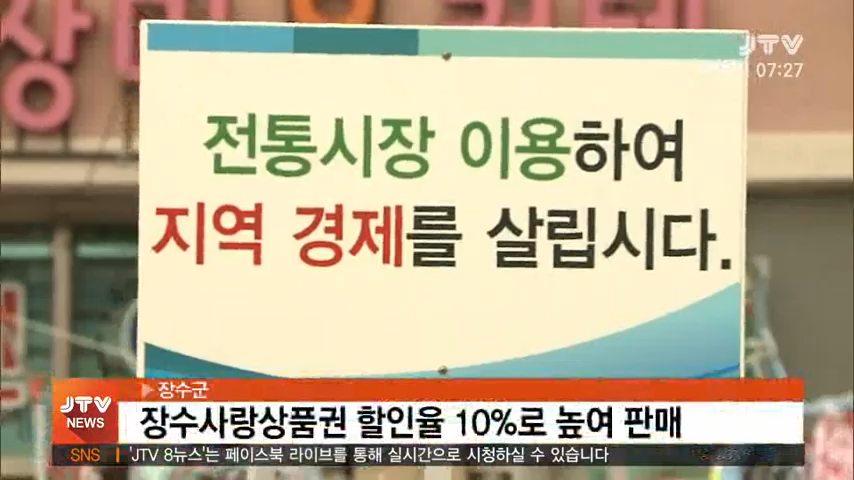 JTV
07:27
전통시장 이용하여
지역 경제를 살립시다.
장수군
JTV
NEWS
장수사랑상품권 할인율 10%로 높여 판매
SNS 'JTV 8뉴스'는 페이스북 라이브를 통해 실시간으로 시청하실 수 있습니다